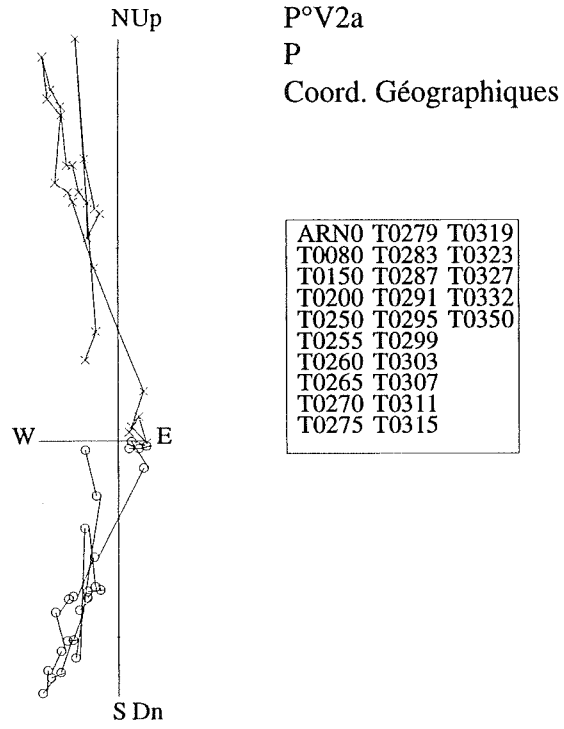 NUp
P°V2a
P
Coord. Géographiques
ARN0 T0279 T0319
T0080 T0283 T0323
T0150 T0287 T0327
T0200 T0291 T0332
T0250 T0295 T0350
T0255 T0299
T0260 T0303
T0265 T0307
T0270 T0311
T0275 T0315
W E
S Dn